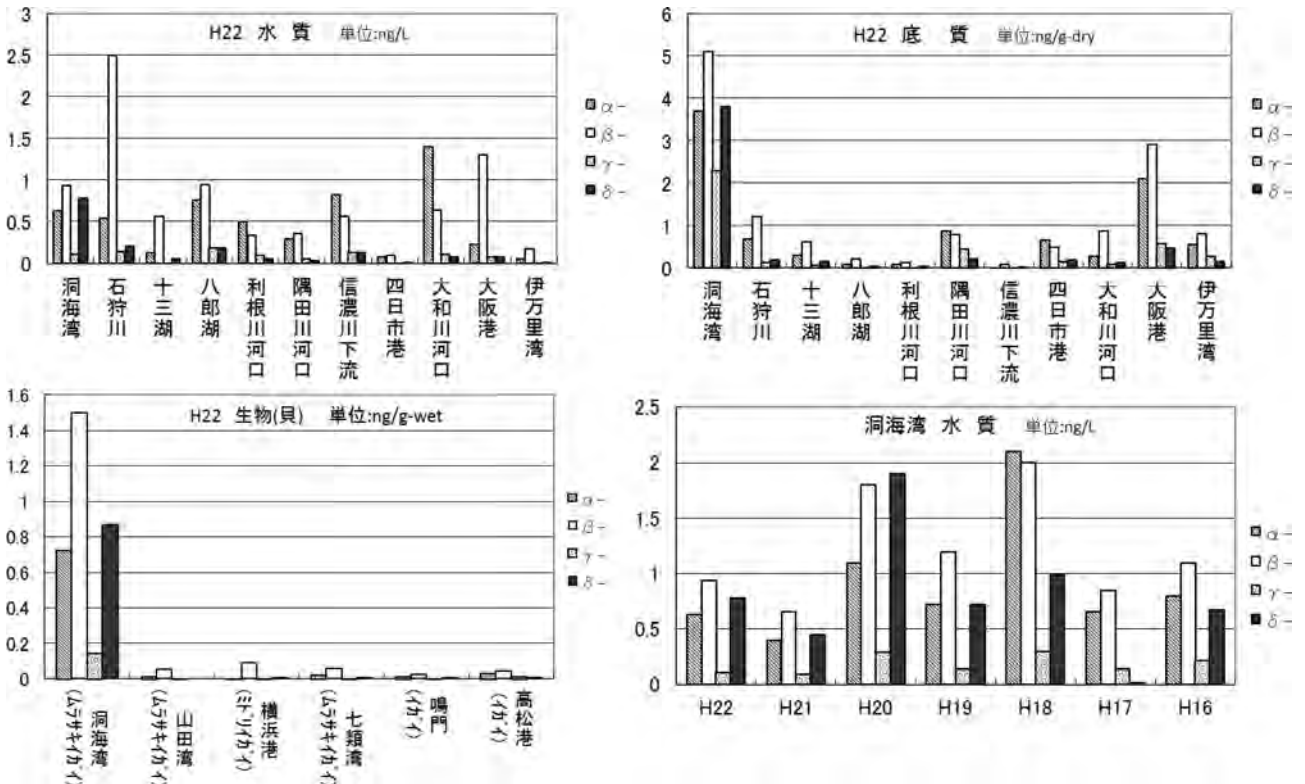 H22 水 質 単位:ng/L
3
2.5
2
1.5
1
0.5
0
洞海湾
石狩川
十三湖
八郎湖
利根川河口
隅田川河口
信濃川下流
四日市港
大和川河口
大阪港
伊万里湾
α-
β-
γ-
δ-
H22 底 質 単位:ng/g-dry
6
5
4
3
2
1
0
洞海湾
石狩川
十三湖
八郎湖
利根川河口
隅田川河口
信濃川下流
四日市港
大和川河口
大阪港
伊万里湾
α-
β-
γ-
δ-
H22 生物(貝) 単位:ng/g-wet
1.6
1.4
1.2
1
0.8
0.6
0.4
0.2
0
洞海湾
(ムラサキイガイ)
山田湾
(ムラサキイガイ)
横浜港
(ミドリイガイ)
七類湾
(ムラサキイガイ)
鳴門
(イガイ)
高松港
(イガイ)
α-
β-
γ-
δ-
洞海湾 水 質 単位:ng/L
2.5
2
1.5
1
0.5
0
H22
H21
H20
H19
H18
H17
H16
α-
β-
γ-
δ-